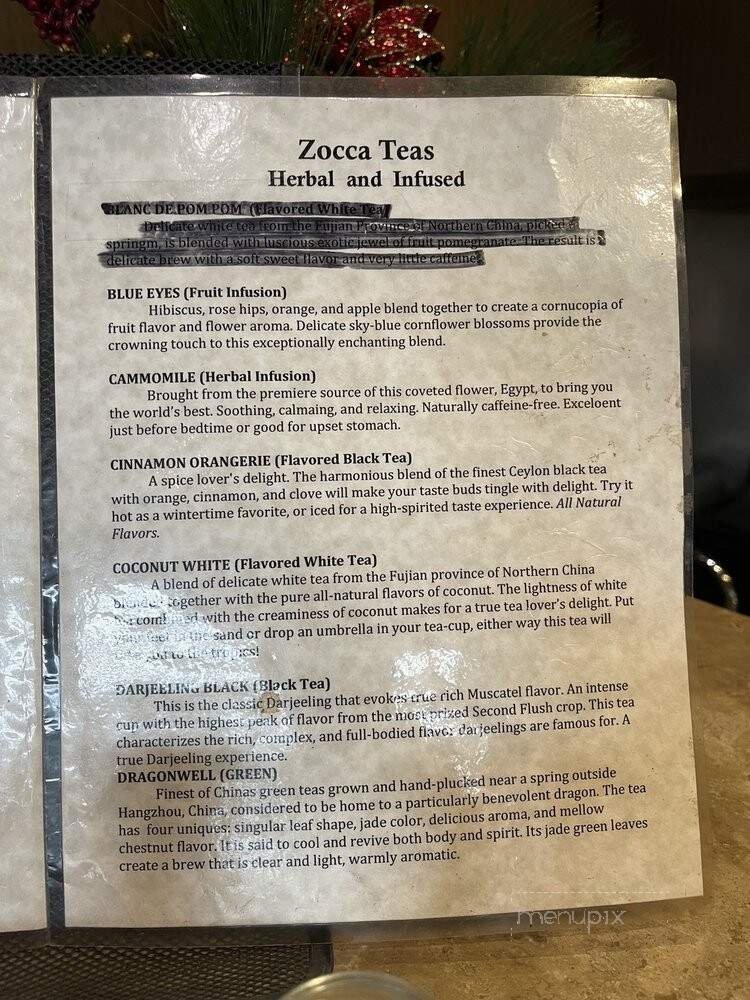 Zocca Teas
Herbal and Infused
BLANC DE POM POM (Flavored White Tea)
Delicate white tea from the Fujian Province of Northern China, picked
springm, is blended with luscious exotic jewel of fruit pomegranate. The result is
delicate brew with a soft sweet flavor and very little caffeine
BLUE EYES (Fruit Infusion)
Hibiscus, rose hips, orange, and apple blend together to create a cornucopia of
fruit flavor and flower aroma. Delicate sky-blue cornflower blossoms provide the
crowning touch to this exceptionally enchanting blend.
CAMMOMILE (Herbal Infusion)
Brought from the premiere source of this coveted flower, Egypt, to bring you
the world's best. Soothing, calmaing, and relaxing. Naturally caffeine-free. Exceloent
just before bedtime or good for upset stomach.
CINNAMON ORANGERIE (Flavored Black Tea)
A spice lover's delight. The harmonious blend of the finest Ceylon black tea
with orange, cinnamon, and clove will make your taste buds tingle with delight. Try it
hot as a wintertime favorite, or iced for a high-spirited taste experience. All Natural
Flavors.
COCONUT WHITE (Flavored White Tea)
A blend of delicate white tea from the Fujian province of Northern China
blended together with the pure all-natural flavors of coconut. The lightness of white
combined with the creaminess of coconut makes for a true tea lover's delight. Put
your feet in the sand or drop an umbrella in your tea-cup, either way this tea will
take you to the tropics!
DARJEELING BLACK (Black Tea)
This is the classic Darjeeling that evokes true rich Muscatel flavor. An intense
cup with the highest peak of flavor from the most prized Second Flush crop. This tea
characterizes the rich, complex, and full-bodied flavor darjeelings are famous for. A
true Darjeeling experience.
DRAGONWELL (GREEN)
Finest of Chinas green teas grown and hand-plucked near a spring outside
Hangzhou, China, considered to be home to a particularly benevolent dragon. The tea
has four uniques: singular leaf shape, jade color, delicious aroma, and mellow
chestnut flavor. It is said to cool and revive both body and spirit. Its jade green leaves
create a brew that is clear and light, warmly aromatic.
menupix